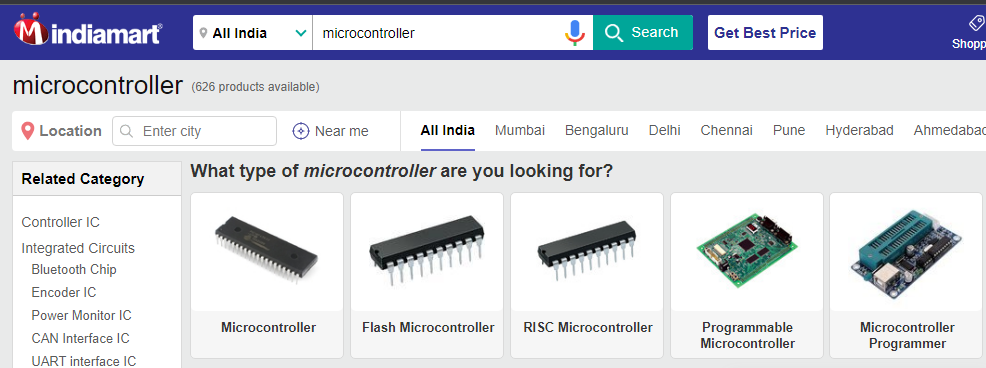 indiamart
All India
microcontroller
Search
Get Best Price
Shopp
microcontroller (626 products available)
Location
Enter city
Near me
All India
Mumbai
Bengaluru
Delhi
Chennai
Pune
Hyderabad
Ahmedabad
Related Category
Controller IC
Integrated Circuits
Bluetooth Chip
Encoder IC
Power Monitor IC
CAN Interface IC
UART interface IC
What type of microcontroller are you looking for?
Microcontroller
Flash Microcontroller
RISC Microcontroller
Programmable
Microcontroller
Microcontroller
Programmer